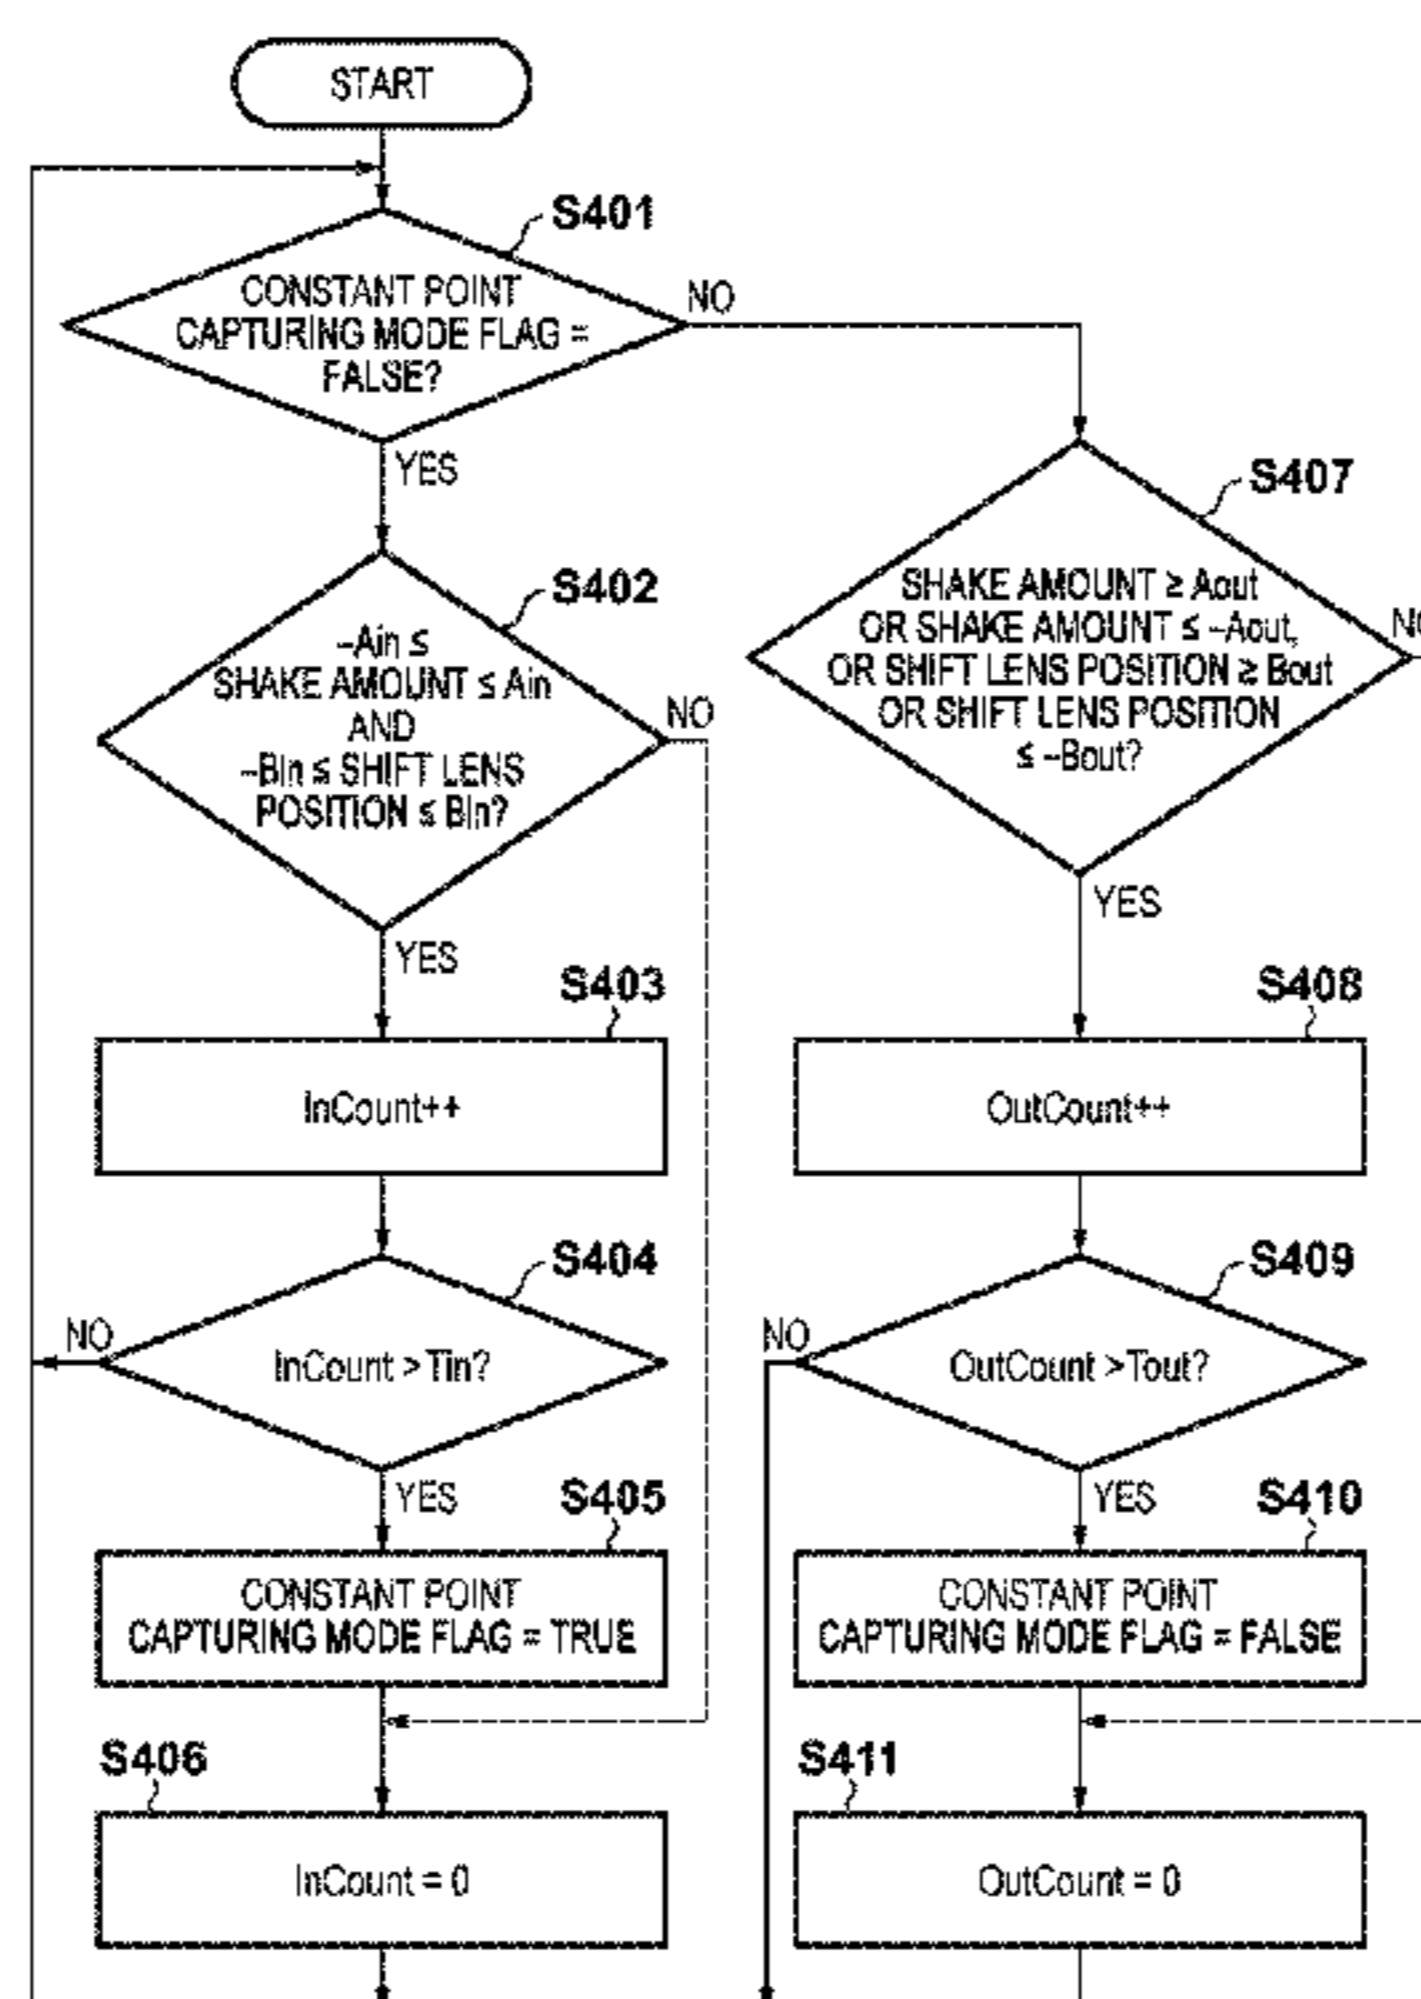 START
S401
CONSTANT POINT
CAPTURING MODE FLAG =
FALSE?
NO
YES
S402
–Ain ≤
SHAKE AMOUNT ≤ Ain
AND
–Bin ≤ SHIFT LENS
POSITION ≤ Bin?
NO
YES
S403
InCount++
S404
NO
InCount > Tin?
YES
S405
CONSTANT POINT
CAPTURING MODE FLAG = TRUE
S406
InCount = 0
S407
SHAKE AMOUNT ≥ Aout
OR SHAKE AMOUNT ≤ –Aout,
OR SHIFT LENS POSITION ≥ Bout
OR SHIFT LENS POSITION
≤ –Bout?
YES
S408
OutCount++
S409
NO
OutCount > Tout?
YES
S410
CONSTANT POINT
CAPTURING MODE FLAG = FALSE
S411
OutCount = 0